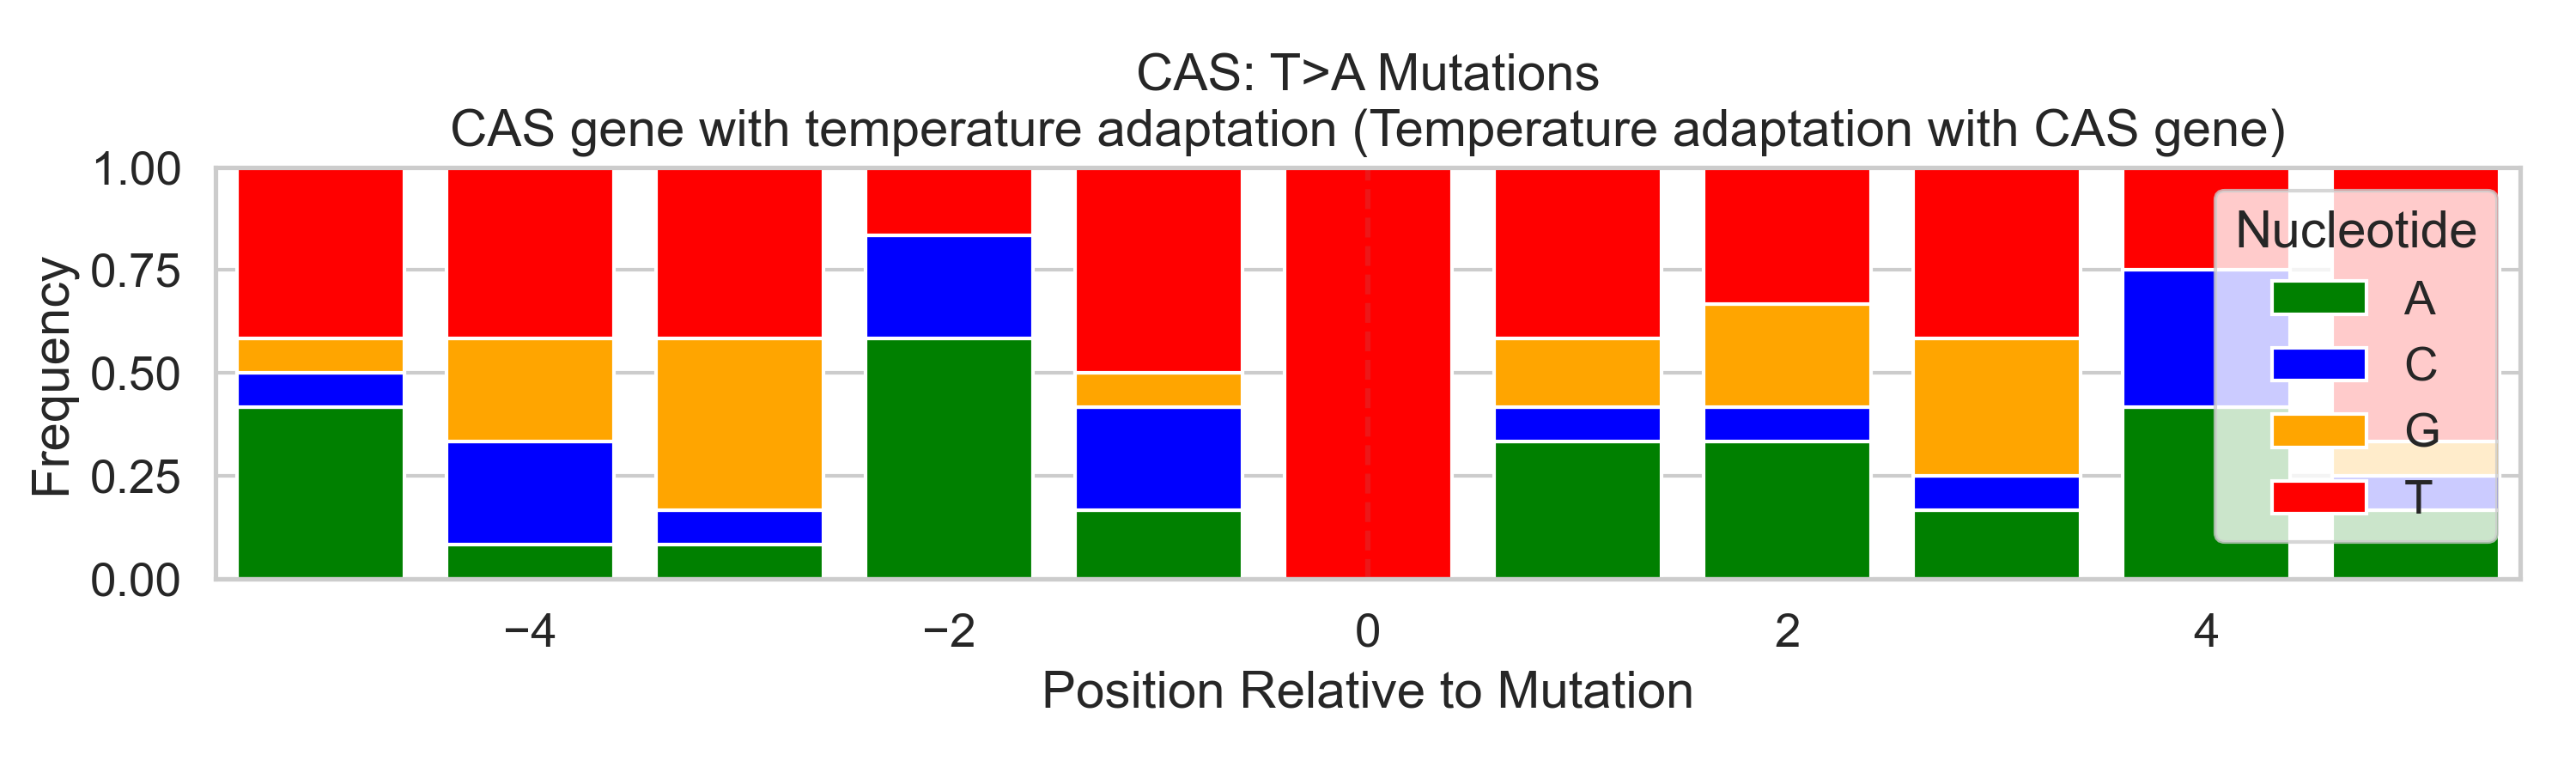 CAS: T>A Mutations
CAS gene with temperature adaptation (Temperature adaptation with CAS gene)
Frequency
1.00
0.75
0.50
0.25
0.00
Nucleotide
A
C
G
T
−4
−2
0
2
4
Position Relative to Mutation